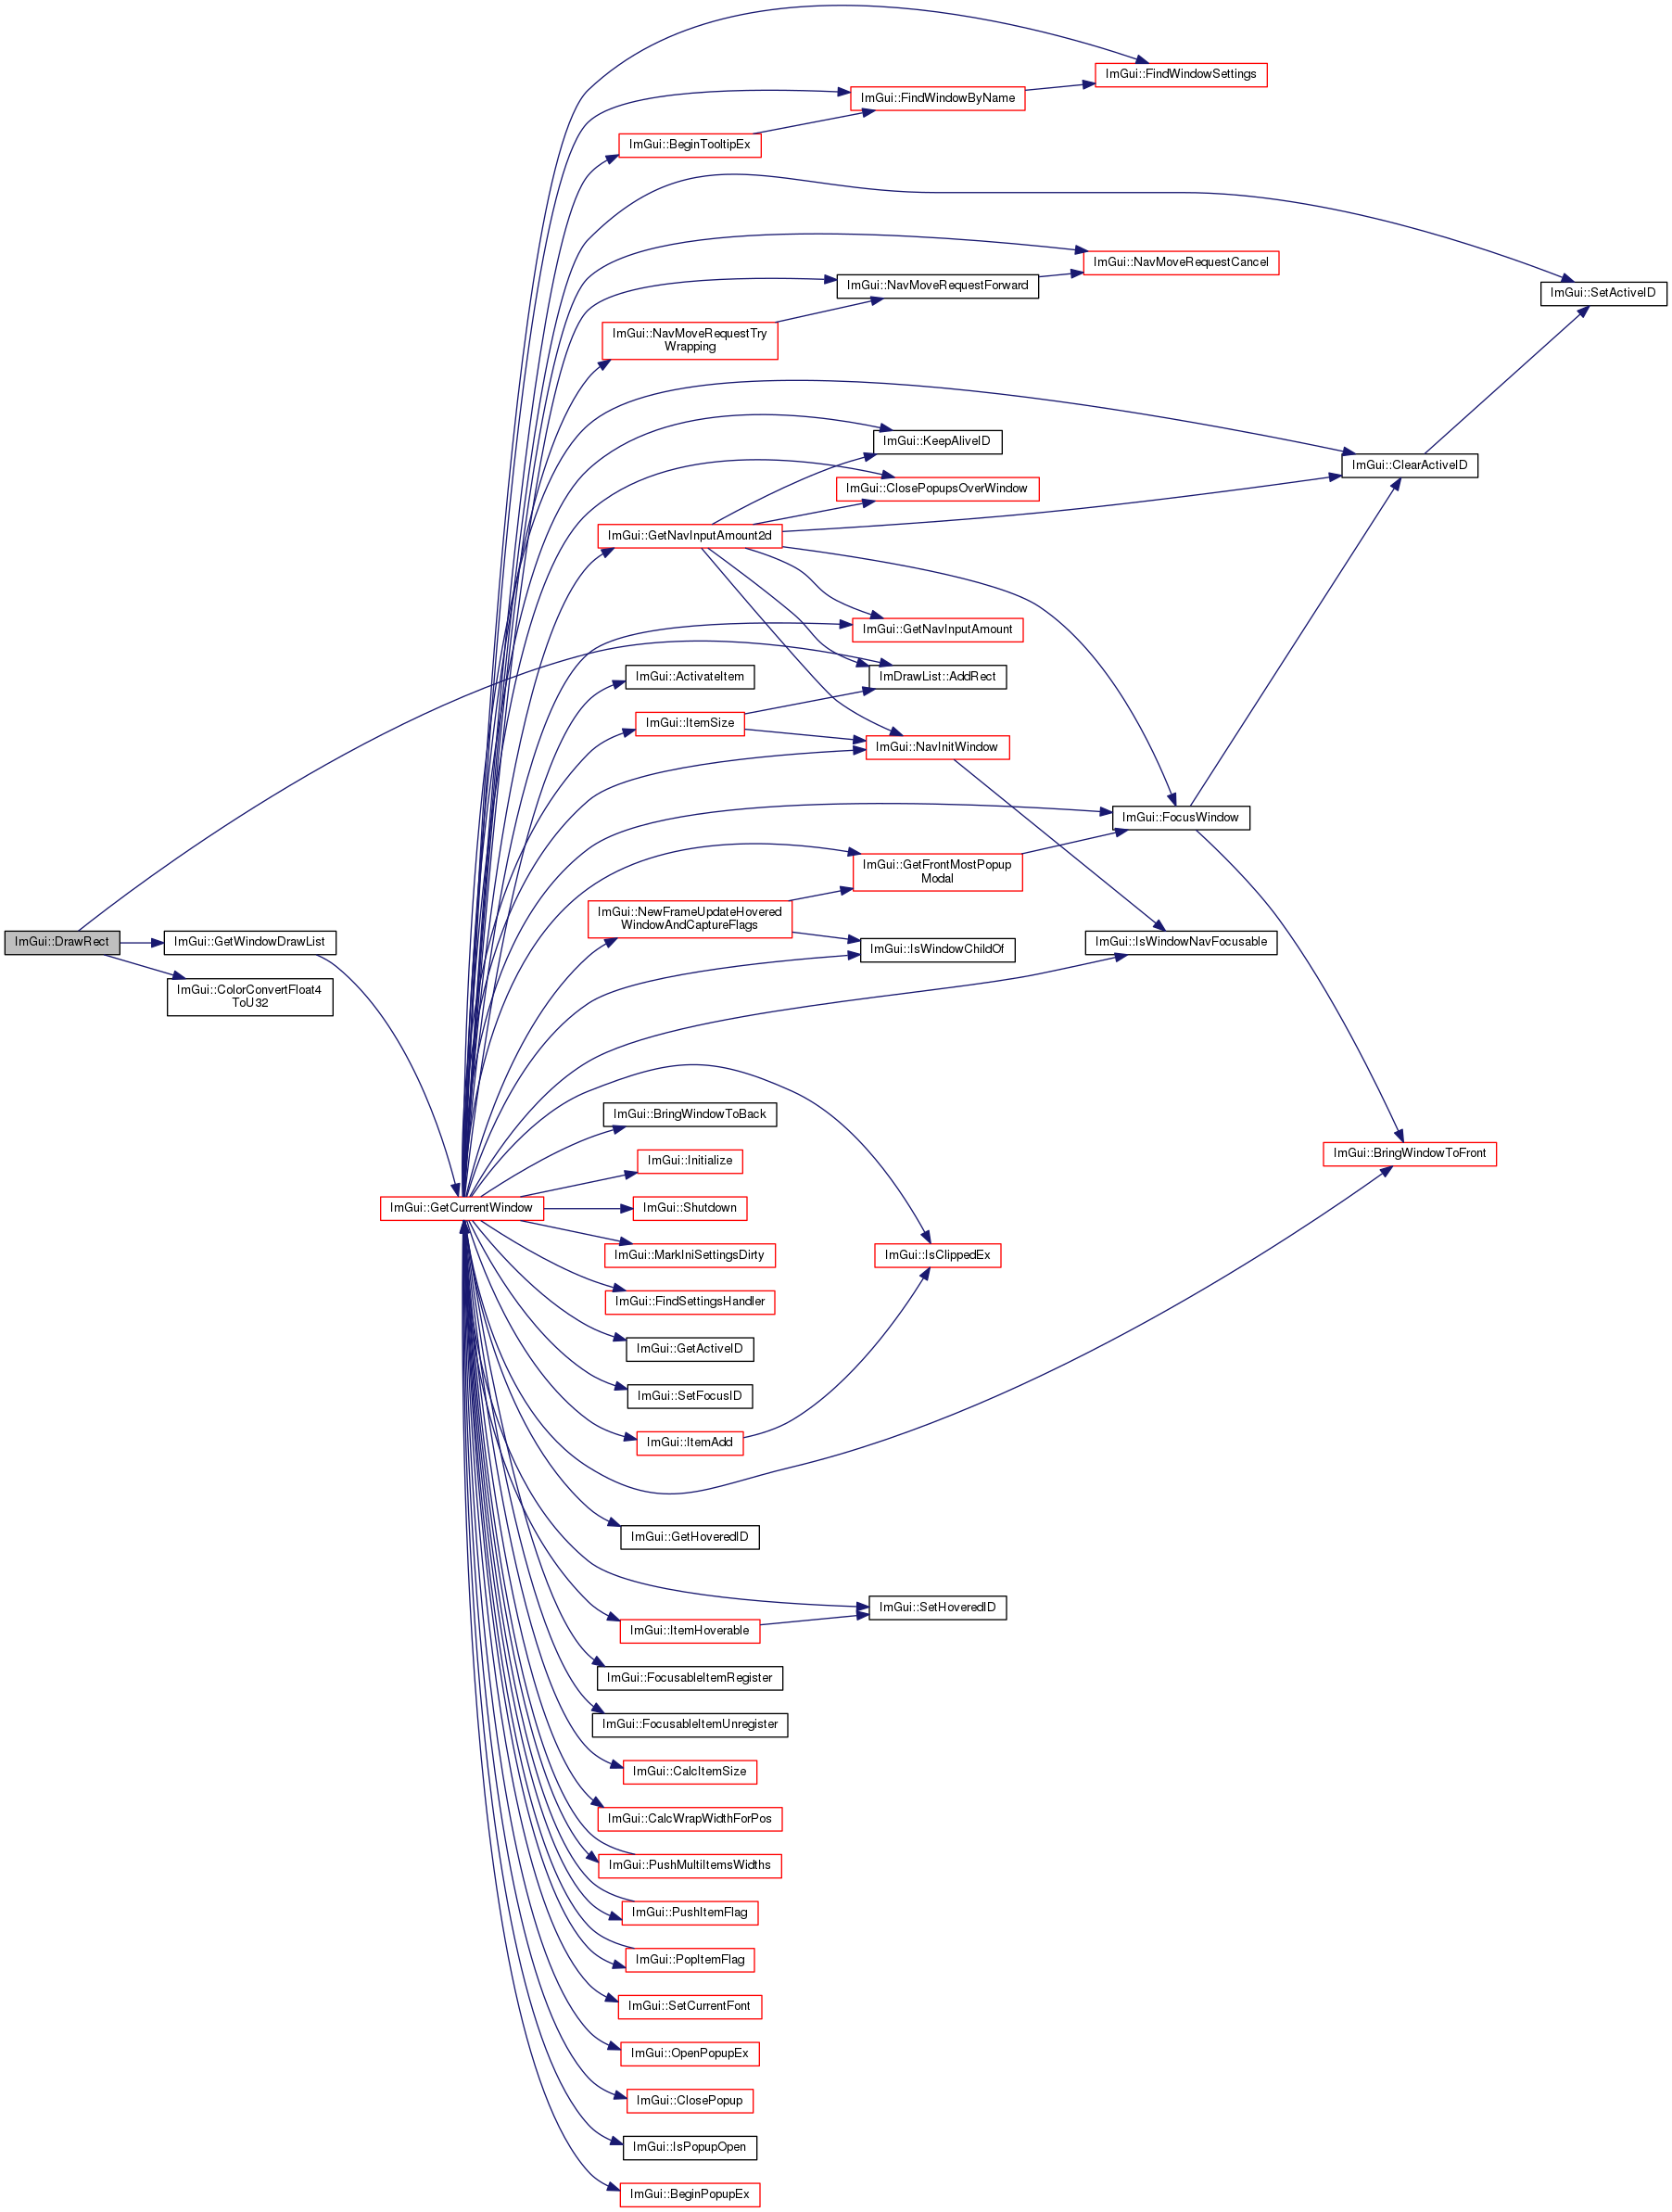 ImGui::FindWindowSettings
ImGui::FindWindowByName
ImGui::BeginTooltipEx
ImGui::NavMoveRequestCancel
ImGui::NavMoveRequestForward
ImGui::SetActiveID
ImGui::NavMoveRequestTry
Wrapping
ImGui::KeepAliveID
ImGui::ClearActiveID
ImGui::ClosePopupsOverWindow
ImGui::GetNavInputAmount2d
ImGui::GetNavInputAmount
ImGui::ActivateItem
ImDrawList::AddRect
ImGui::ItemSize
ImGui::NavInitWindow
ImGui::FocusWindow
ImGui::GetFrontMostPopup
Modal
ImGui::NewFrameUpdateHovered
WindowAndCaptureFlags
ImGui::DrawRect
ImGui::GetWindowDrawList
ImGui::IsWindowChildOf
ImGui::IsWindowNavFocusable
ImGui::ColorConvertFloat4
ToU32
ImGui::BringWindowToBack
ImGui::BringWindowToFront
ImGui::Initialize
ImGui::GetCurrentWindow
ImGui::Shutdown
ImGui::MarkIniSettingsDirty
ImGui::IsClippedEx
ImGui::FindSettingsHandler
ImGui::GetActiveID
ImGui::SetFocusID
ImGui::ItemAdd
ImGui::GetHoveredID
ImGui::SetHoveredID
ImGui::ItemHoverable
ImGui::FocusableItemRegister
ImGui::FocusableItemUnregister
ImGui::CalcItemSize
ImGui::CalcWrapWidthForPos
ImGui::PushMultiItemsWidths
ImGui::PushItemFlag
ImGui::PopItemFlag
ImGui::SetCurrentFont
ImGui::OpenPopupEx
ImGui::ClosePopup
ImGui::IsPopupOpen
ImGui::BeginPopupEx